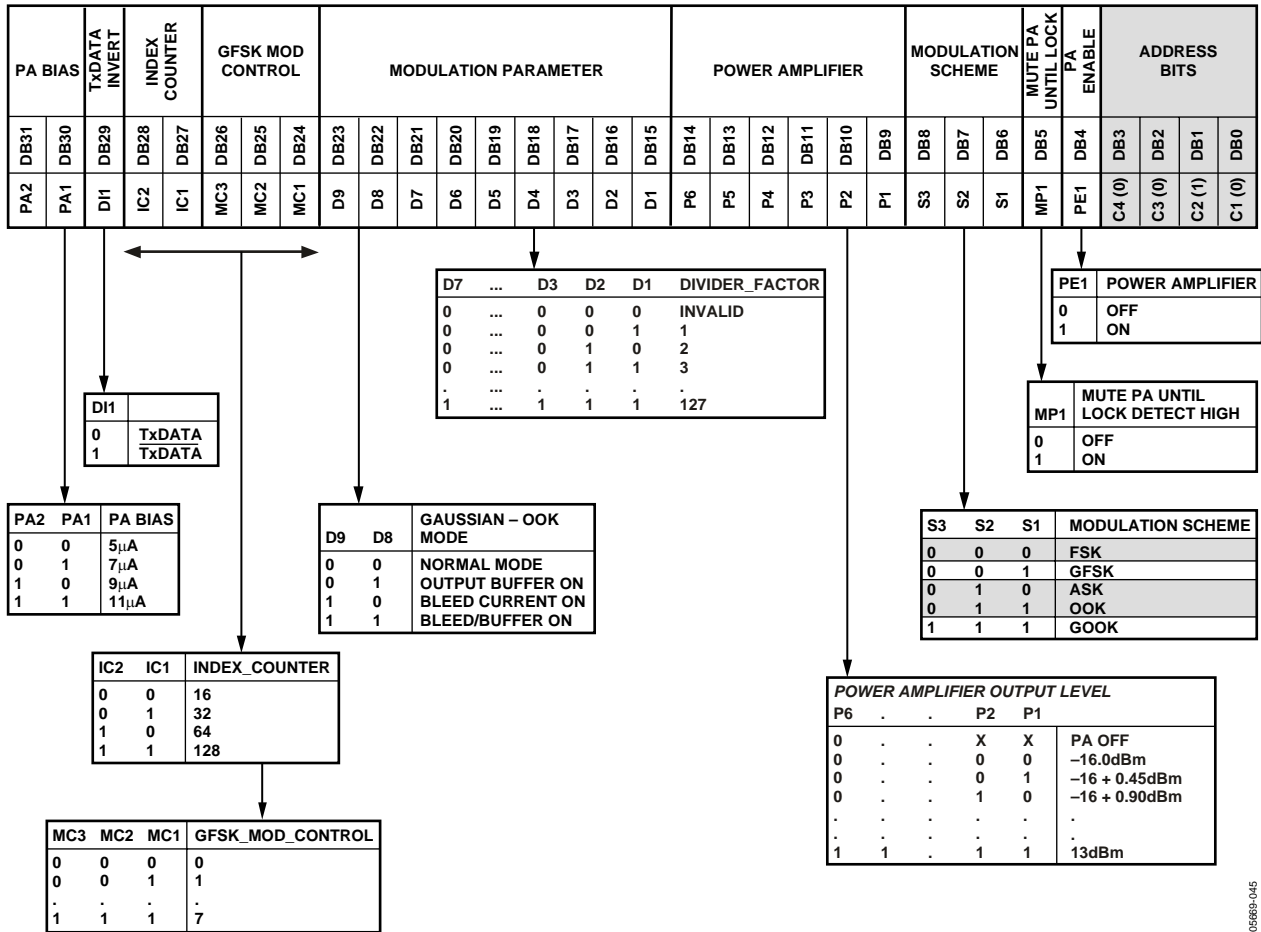 PA BIAS
TxDATA
INVERT
INDEX
COUNTER
GFSK MOD
CONTROL
MODULATION PARAMETER
POWER AMPLIFIER
MODULATION
SCHEME
MUTE PA
UNTIL LOCK
PA
ENABLE
ADDRESS
BITS
DB31 DB30 DB29 DB28 DB27 DB26 DB25 DB24 DB23 DB22 DB21 DB20 DB19 DB18 DB17 DB16 DB15 DB14 DB13 DB12 DB11 DB10 DB9 DB8 DB7 DB6 DB5 DB4 DB3 DB2 DB1 DB0
PA2 PA1 DI1 IC2 IC1 MC3 MC2 MC1 D9 D8 D7 D6 D5 D4 D3 D2 D1 P6 P5 P4 P3 P2 P1 S3 S2 S1 MP1 PE1 C4 (0) C3 (0) C2 (1) C1 (0)
D7 ... D3 D2 D1 DIVIDER_FACTOR
0 ... 0 0 0 INVALID
0 ... 0 0 1 1
0 ... 0 1 0 2
0 ... 0 1 1 3
. ... . . . .
1 ... 1 1 1 127
PE1 POWER AMPLIFIER
0 OFF
1 ON
DI1
0 TxDATA
1 TxDATA
MP1 MUTE PA UNTIL
LOCK DETECT HIGH
0 OFF
1 ON
PA2 PA1 PA BIAS
0 0 5µA
0 1 7µA
1 0 9µA
1 1 11µA
D9 D8 GAUSSIAN – OOK
MODE
0 0 NORMAL MODE
0 1 OUTPUT BUFFER ON
1 0 BLEED CURRENT ON
1 1 BLEED/BUFFER ON
S3 S2 S1 MODULATION SCHEME
0 0 0 FSK
0 0 1 GFSK
0 1 0 ASK
0 1 1 OOK
1 1 1 GOOK
IC2 IC1 INDEX_COUNTER
0 0 16
0 1 32
1 0 64
1 1 128
POWER AMPLIFIER OUTPUT LEVEL
P6 . . P2 P1
0 . . X X PA OFF
0 . . 0 0 –16.0dBm
0 . . 0 1 –16 + 0.45dBm
0 . . 1 0 –16 + 0.90dBm
. . . . . .
. . . . . .
1 1 . 1 1 13dBm
MC3 MC2 MC1 GFSK_MOD_CONTROL
0 0 0 0
0 0 1 1
. . . .
1 1 1 7
05669-045